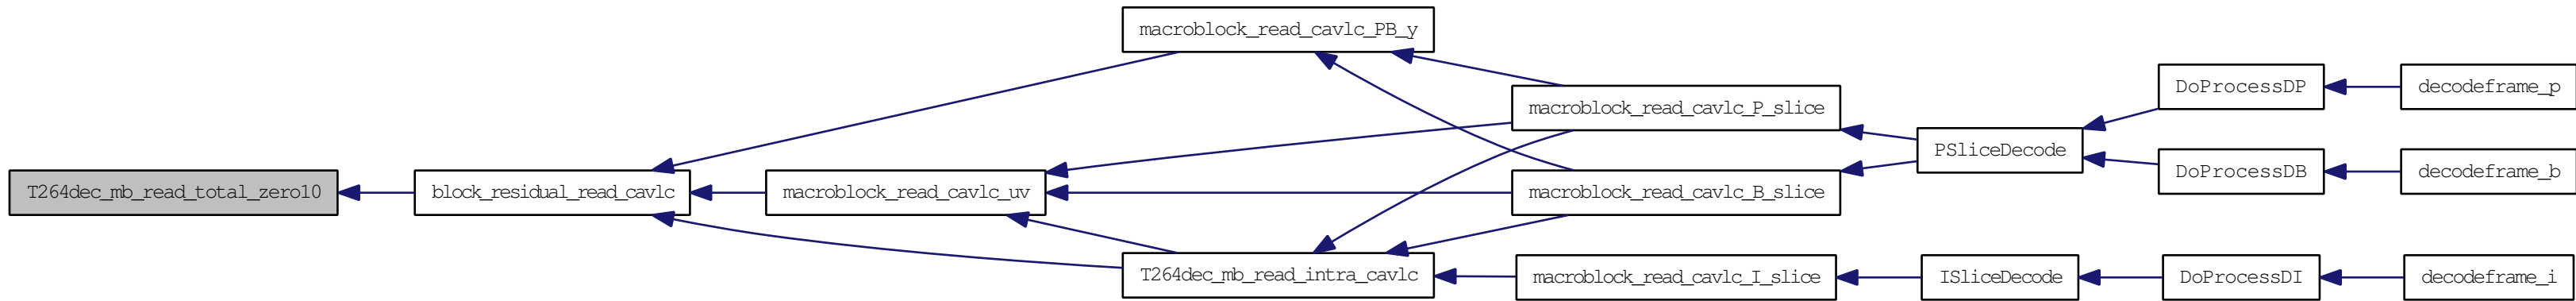 macroblock_read_cavlc_PB_y
DoProcessDP
decodeframe_p
macroblock_read_cavlc_P_slice
PSliceDecode
DoProcessDB
decodeframe_b
T264dec_mb_read_total_zero10
block_residual_read_cavlc
macroblock_read_cavlc_uv
macroblock_read_cavlc_B_slice
T264dec_mb_read_intra_cavlc
macroblock_read_cavlc_I_slice
ISliceDecode
DoProcessDI
decodeframe_i